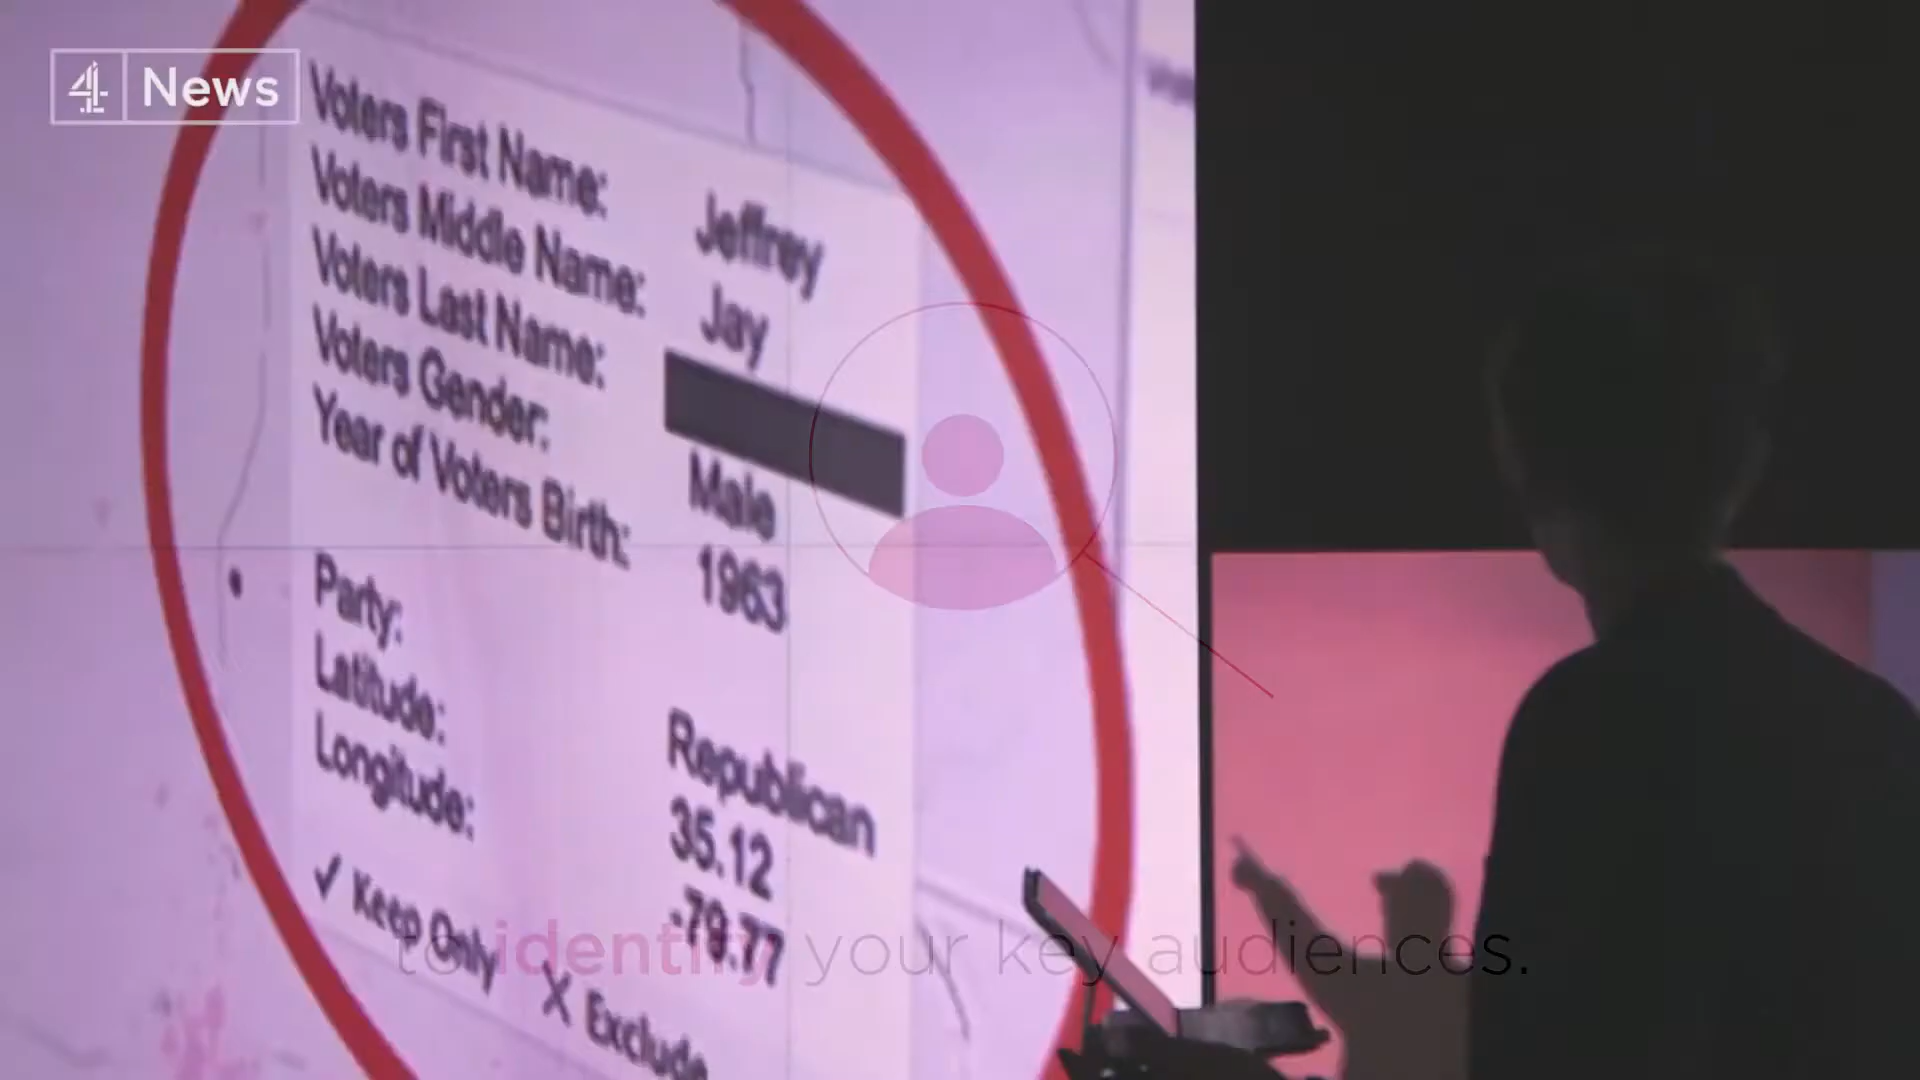 4 News
Voters First Name: Jeffrey
Voters Middle Name: Jay
Voters Last Name:
Voters Gender: Male
Year of Voters Birth: 1963
Party: Republican
Latitude: 35.12
Longitude: -79.77
✓ Keep Only X Exclude
to identify your key audiences.